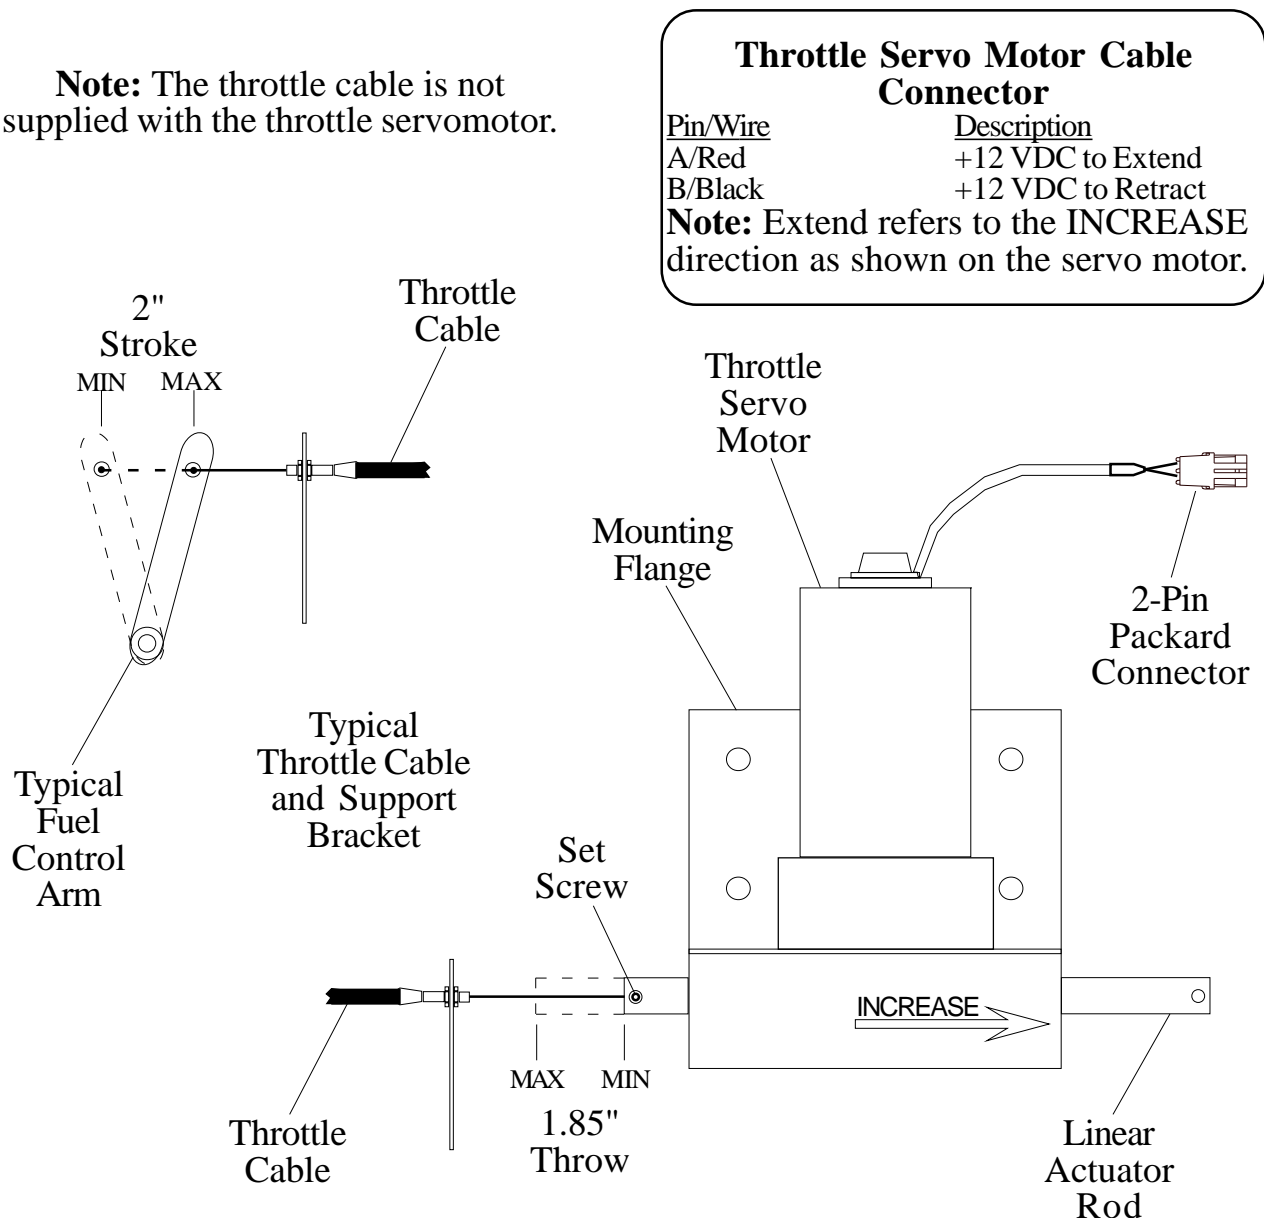 Note: The throttle cable is not
supplied with the throttle servomotor.
Throttle Servo Motor Cable
Connector
Pin/Wire Description
A/Red +12 VDC to Extend
B/Black +12 VDC to Retract
Note: Extend refers to the INCREASE
direction as shown on the servo motor.
2"
Stroke
MIN MAX
Throttle
Cable
Throttle
Servo
Motor
Mounting
Flange
2-Pin
Packard
Connector
Typical
Fuel
Control
Arm
Typical
Throttle Cable
and Support
Bracket
Set
Screw
INCREASE
MAX MIN
1.85"
Throw
Throttle
Cable
Linear
Actuator
Rod